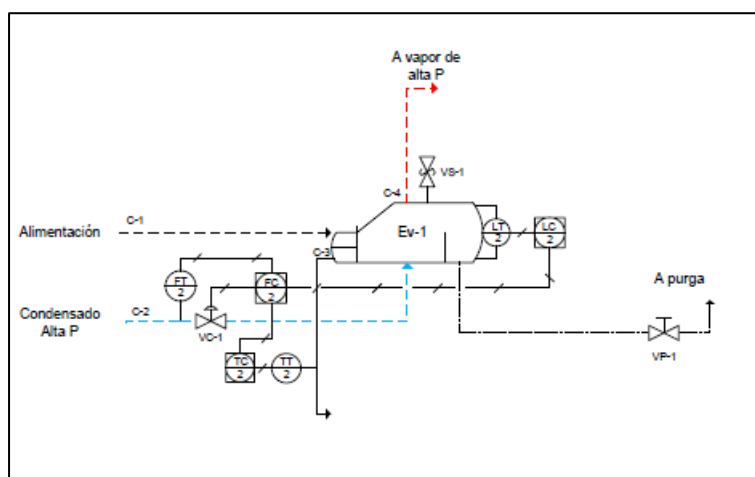 A vapor de
alta P
VS-1
C-4
C-1
Alimentación
Ev-1
LT
2
LC
2
C-3
FT
2
FC
2
A purga
C-2
Condensado
Alta P
VC-1
VP-1
TC
2
TT
2